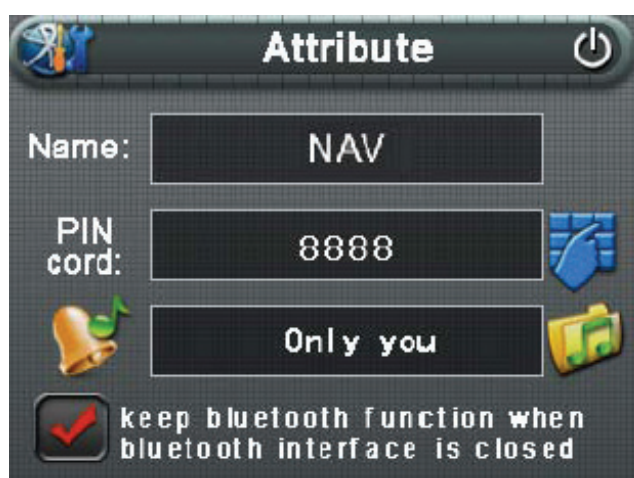 Attribute
Name: NAV
PIN
cord: 8888
Only you
keep bluetooth function when
bluetooth interface is closed